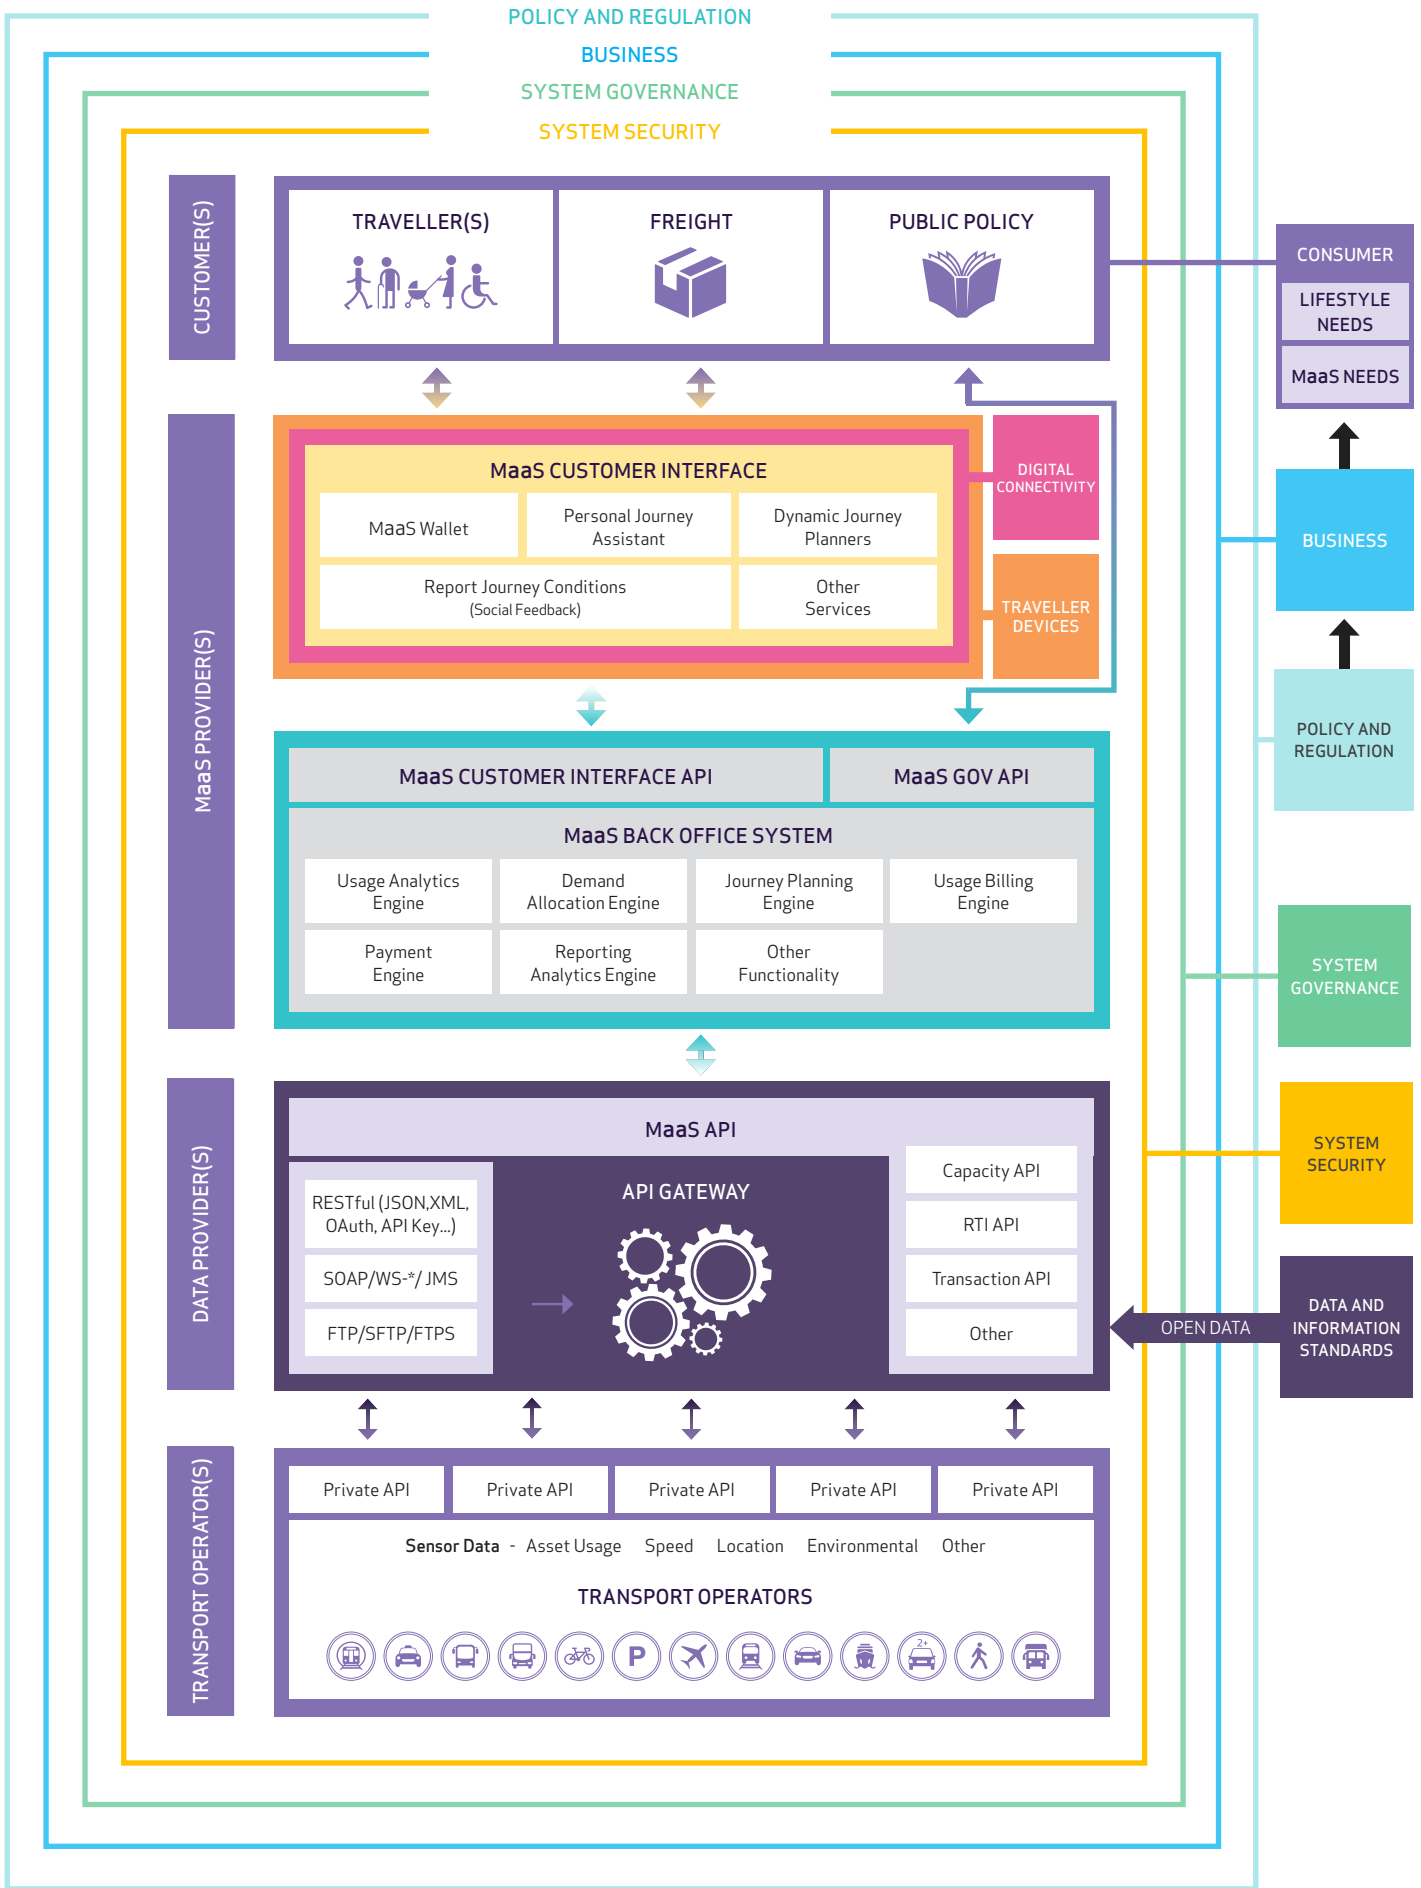 POLICY AND REGULATION
BUSINESS
SYSTEM GOVERNANCE
SYSTEM SECURITY
CUSTOMER(S)
TRAVELLER(S)
FREIGHT
PUBLIC POLICY
CONSUMER
LIFESTYLE
NEEDS
MaaS NEEDS
MaaS PROVIDER(S)
MaaS CUSTOMER INTERFACE
MaaS Wallet
Personal Journey
Assistant
Dynamic Journey
Planners
Report Journey Conditions
(Social Feedback)
Other
Services
DIGITAL
CONNECTIVITY
TRAVELLER
DEVICES
BUSINESS
POLICY AND
REGULATION
MaaS CUSTOMER INTERFACE API
MaaS GOV API
MaaS BACK OFFICE SYSTEM
Usage Analytics
Engine
Demand
Allocation Engine
Journey Planning
Engine
Usage Billing
Engine
Payment
Engine
Reporting
Analytics Engine
Other
Functionality
SYSTEM
GOVERNANCE
DATA PROVIDER(S)
MaaS API
RESTful (JSON,XML,
OAuth, API Key...)
SOAP/WS-*/ JMS
FTP/SFTP/FTPS
API GATEWAY
Capacity API
RTI API
Transaction API
Other
SYSTEM
SECURITY
OPEN DATA
DATA AND
INFORMATION
STANDARDS
TRANSPORT OPERATOR(S)
Private API
Private API
Private API
Private API
Private API
Sensor Data - Asset Usage Speed Location Environmental Other
TRANSPORT OPERATORS
P
2+